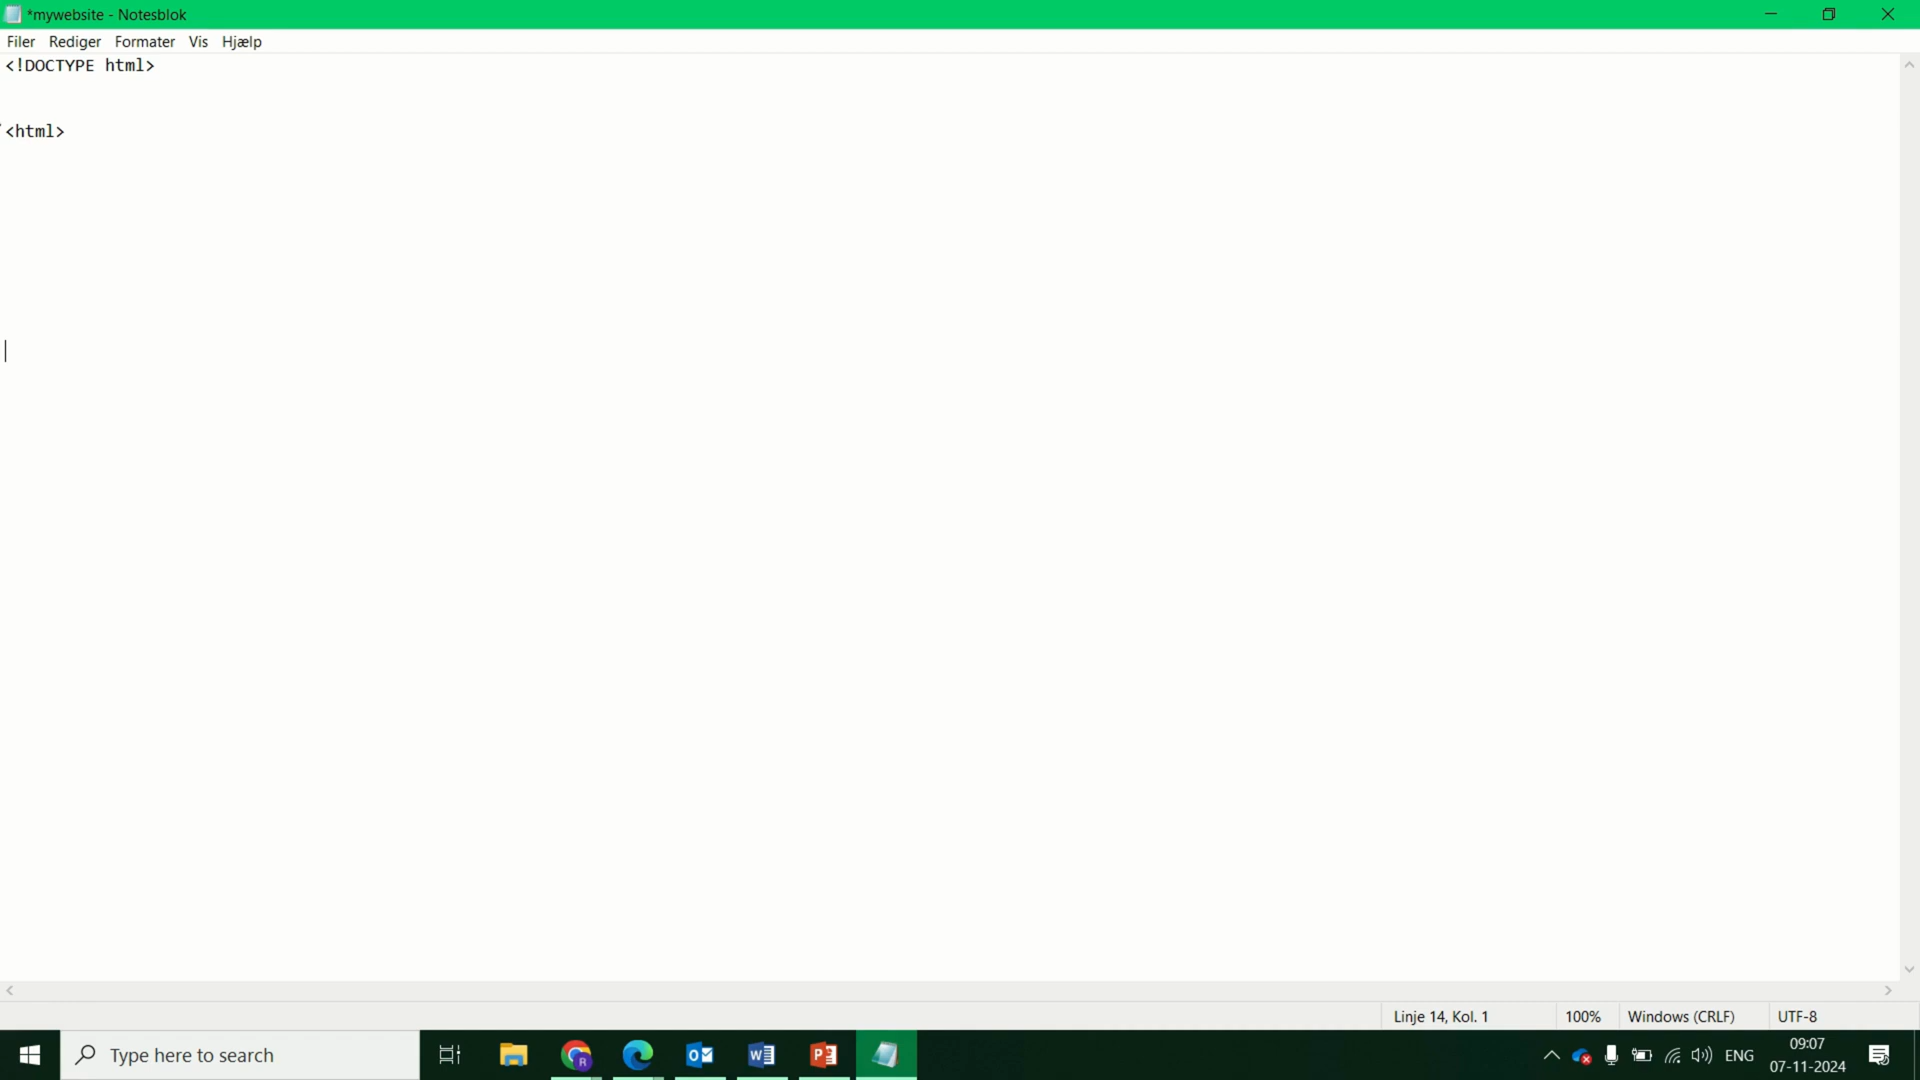 *mywebsite - Notesblok
Filer Rediger Formater Vis Hjælp
<!DOCTYPE html>
<html>
Linje 14, Kol. 1 100% Windows (CRLF) UTF-8
Type here to search
ENG
09:07
07-11-2024